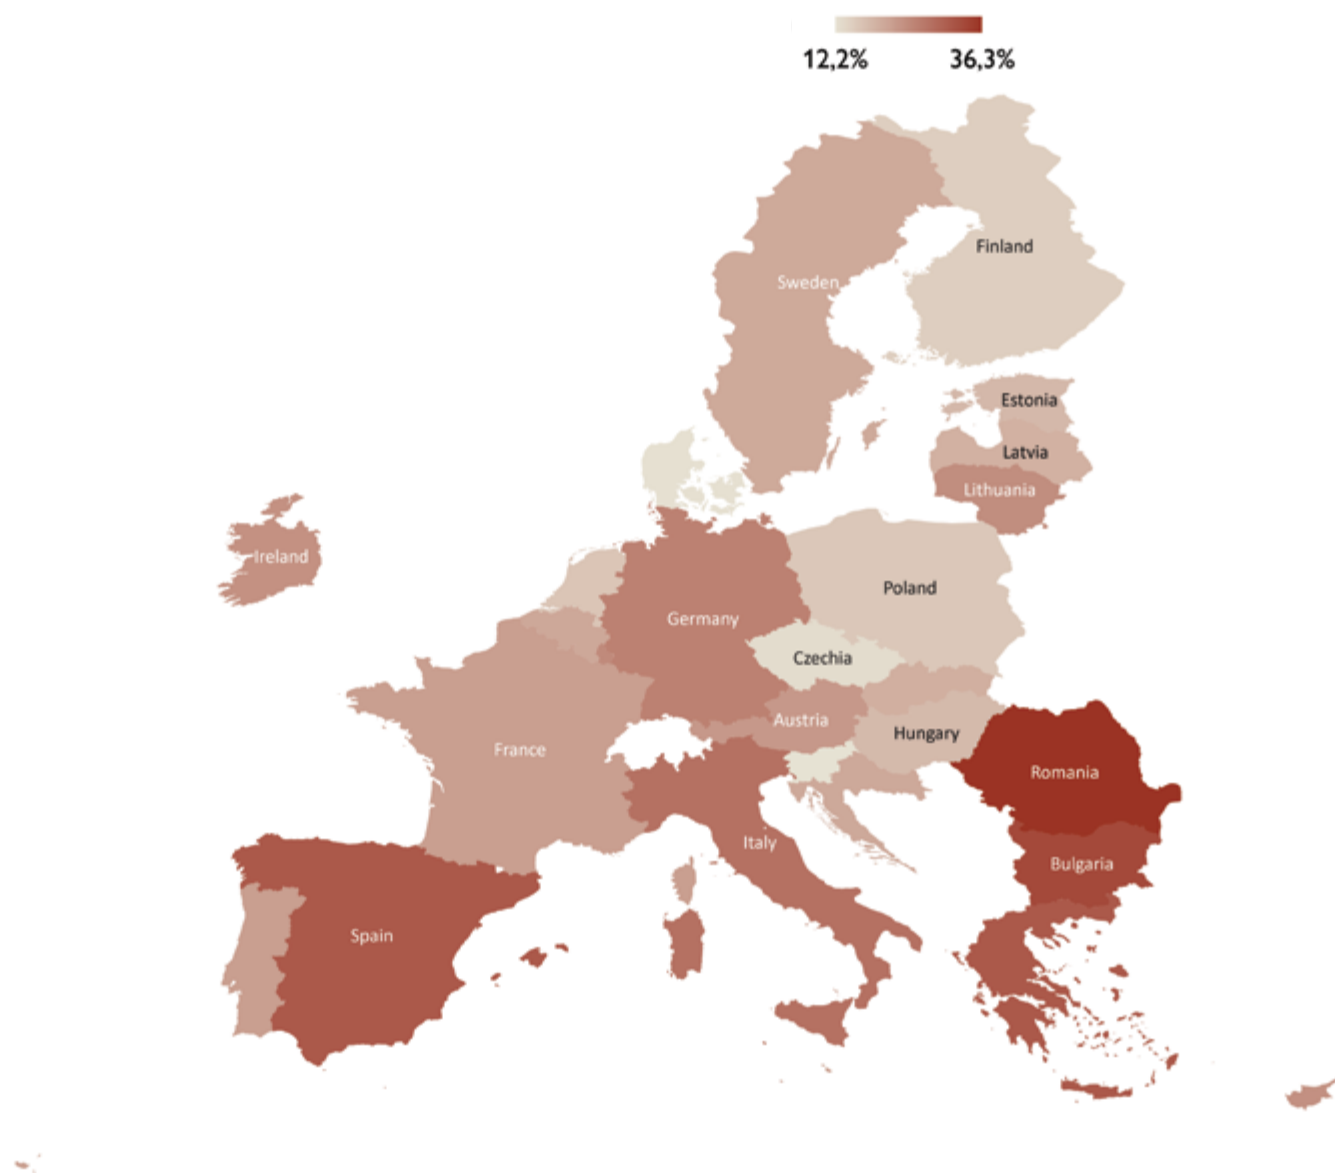 12,2% 36,3%
Finland
Sweden
Estonia
Latvia
Lithuania
Ireland
Poland
Germany
Czechia
Austria
Hungary
France
Romania
Italy
Bulgaria
Spain